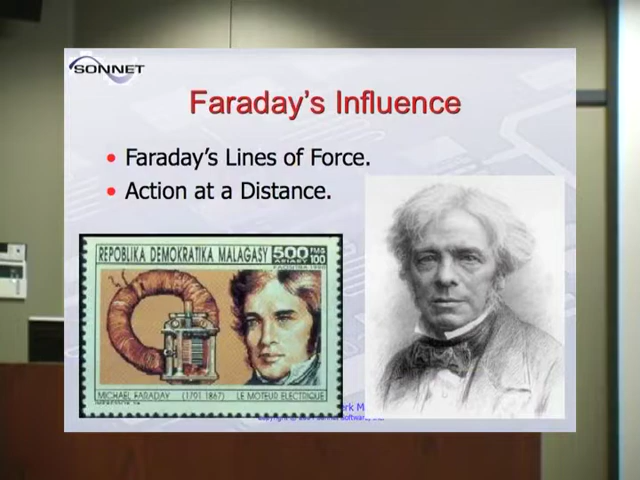 SONNET
Faraday's Influence
• Faraday's Lines of Force.
• Action at a Distance.
REPOBLIKA DEMOKRATIKA MALAGASY 500 FMG
ARIARY 100
MICHAEL FARADAY (1791-1867) LE MOTEUR ELECTRIQUE